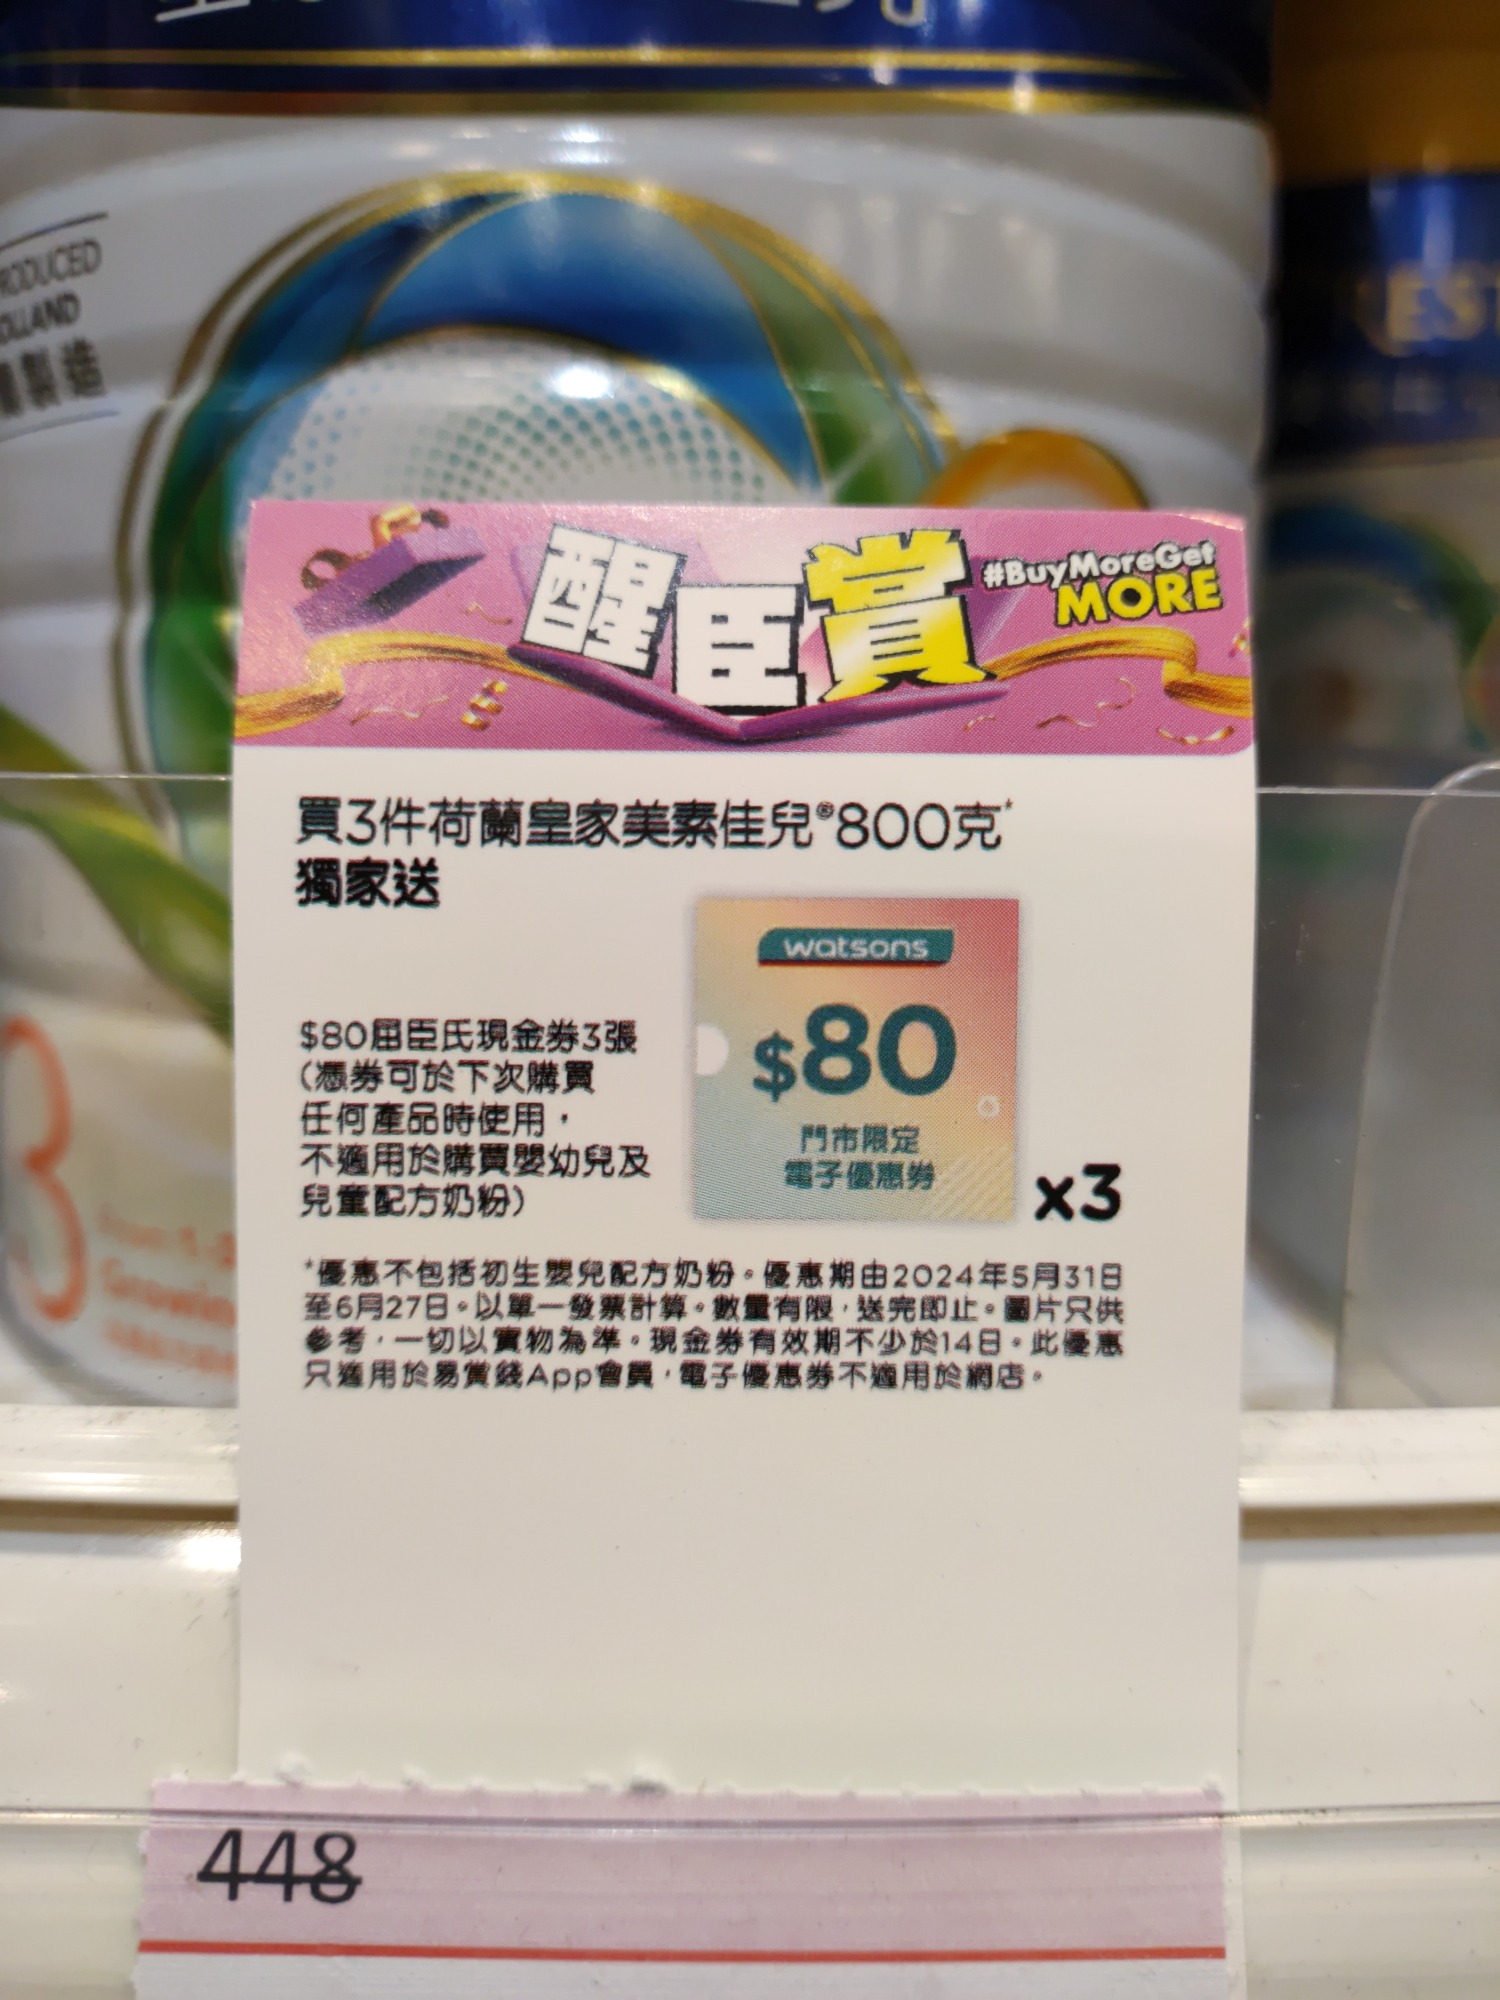 RODUCED
OLLAND
製造
醒臣賞
#BuyMoreGet
MORE
買3件荷蘭皇家美素佳兒®800克*
獨家送
watsons
$80
門市限定
電子優惠券
x3
$80屈臣氏現金券3張
(憑券可於下次購買
任何產品時使用，
不適用於購買嬰幼兒及
兒童配方奶粉)
*優惠不包括初生嬰兒配方奶粉。優惠期由2024年5月31日
至6月27日。以單一發票計算。數量有限，送完即止。圖片只供
參考，一切以實物為準。現金券有效期不少於14日。此優惠
只適用於易賞錢App會員，電子優惠券不適用於網店。
3
448